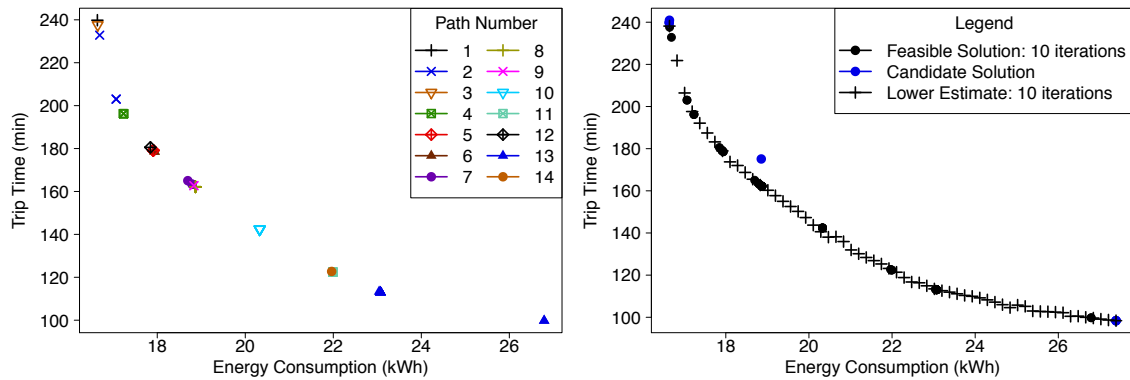 240
220
200
180
160
140
120
100
Trip Time (min)
18 20 22 24 26
Energy Consumption (kWh)
Path Number
1 8
2 9
3 10
4 11
5 12
6 13
7 14
240
220
200
180
160
140
120
100
Trip Time (min)
18 20 22 24 26
Energy Consumption (kWh)
Legend
Feasible Solution: 10 iterations
Candidate Solution
Lower Estimate: 10 iterations